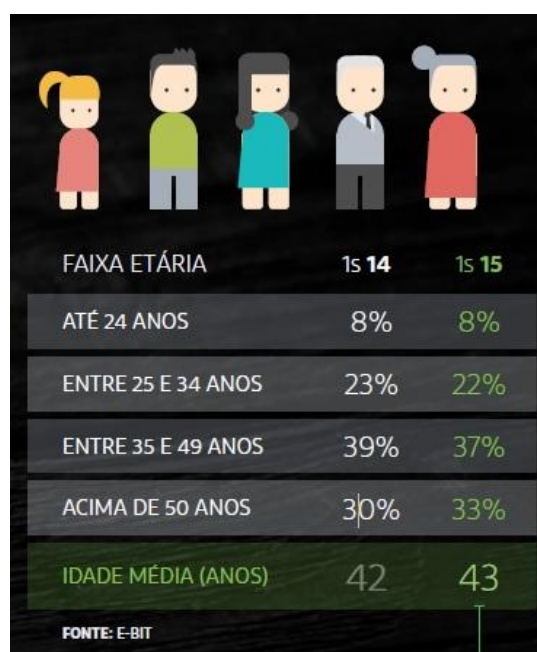 FAIXA ETÁRIA 1s 14 1s 15
ATÉ 24 ANOS 8% 8%
ENTRE 25 E 34 ANOS 23% 22%
ENTRE 35 E 49 ANOS 39% 37%
ACIMA DE 50 ANOS 30% 33%
IDADE MÉDIA (ANOS) 42 43
FONTE: E-BIT